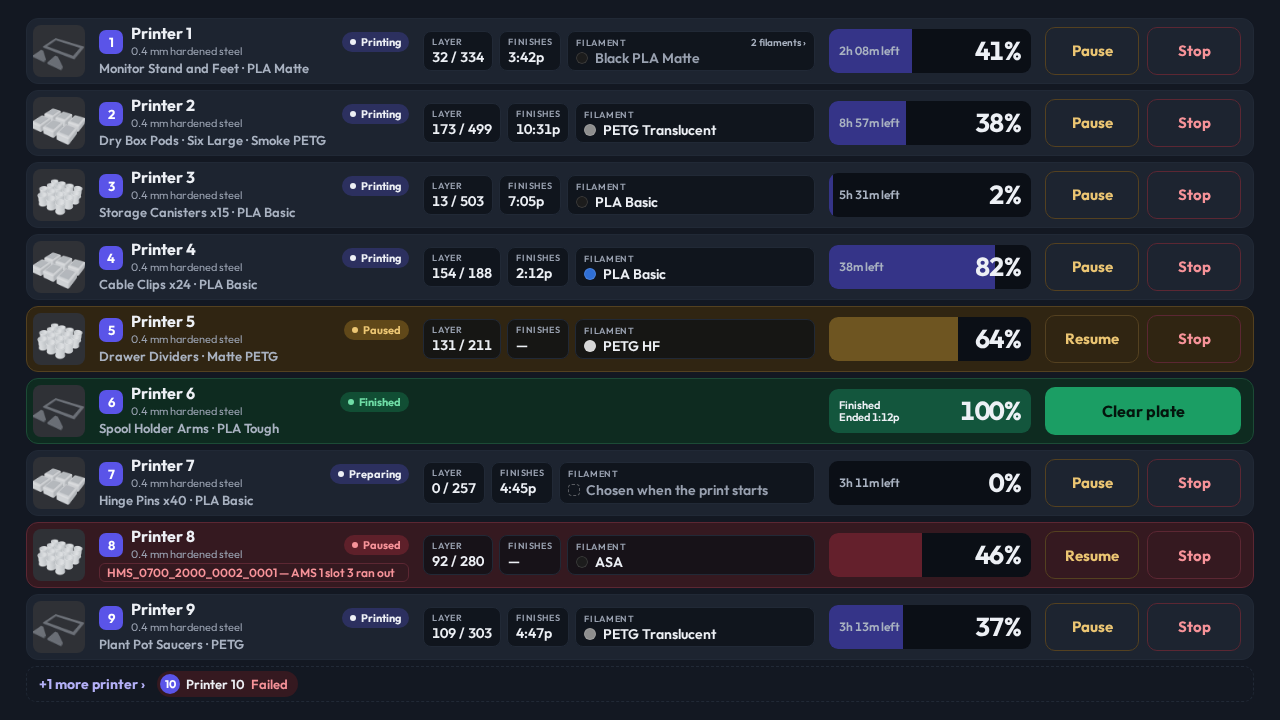 1 Printer 1
0.4 mm hardened steel
Monitor Stand and Feet · PLA Matte
Printing
LAYER
32 / 334
FINISHES
3:42p
FILAMENT
2 filaments ›
Black PLA Matte
2h 08m left
41%
Pause
Stop
2 Printer 2
0.4 mm hardened steel
Dry Box Pods · Six Large · Smoke PETG
Printing
LAYER
173 / 499
FINISHES
10:31p
FILAMENT
PETG Translucent
8h 57m left
38%
Pause
Stop
3 Printer 3
0.4 mm hardened steel
Storage Canisters x15 · PLA Basic
Printing
LAYER
13 / 503
FINISHES
7:05p
FILAMENT
PLA Basic
5h 31m left
2%
Pause
Stop
4 Printer 4
0.4 mm hardened steel
Cable Clips x24 · PLA Basic
Printing
LAYER
154 / 188
FINISHES
2:12p
FILAMENT
PLA Basic
38m left
82%
Pause
Stop
5 Printer 5
0.4 mm hardened steel
Drawer Dividers · Matte PETG
Paused
LAYER
131 / 211
FINISHES
—
FILAMENT
PETG HF
64%
Resume
Stop
6 Printer 6
0.4 mm hardened steel
Spool Holder Arms · PLA Tough
Finished
Finished
Ended 1:12p
100%
Clear plate
7 Printer 7
0.4 mm hardened steel
Hinge Pins x40 · PLA Basic
Preparing
LAYER
0 / 257
FINISHES
4:45p
FILAMENT
Chosen when the print starts
3h 11m left
0%
Pause
Stop
8 Printer 8
0.4 mm hardened steel
HMS_0700_2000_0002_0001 — AMS 1 slot 3 ran out
Paused
LAYER
92 / 280
FINISHES
—
FILAMENT
ASA
46%
Resume
Stop
9 Printer 9
0.4 mm hardened steel
Plant Pot Saucers · PETG
Printing
LAYER
109 / 303
FINISHES
4:47p
FILAMENT
PETG Translucent
3h 13m left
37%
Pause
Stop
+1 more printer › 10 Printer 10 Failed